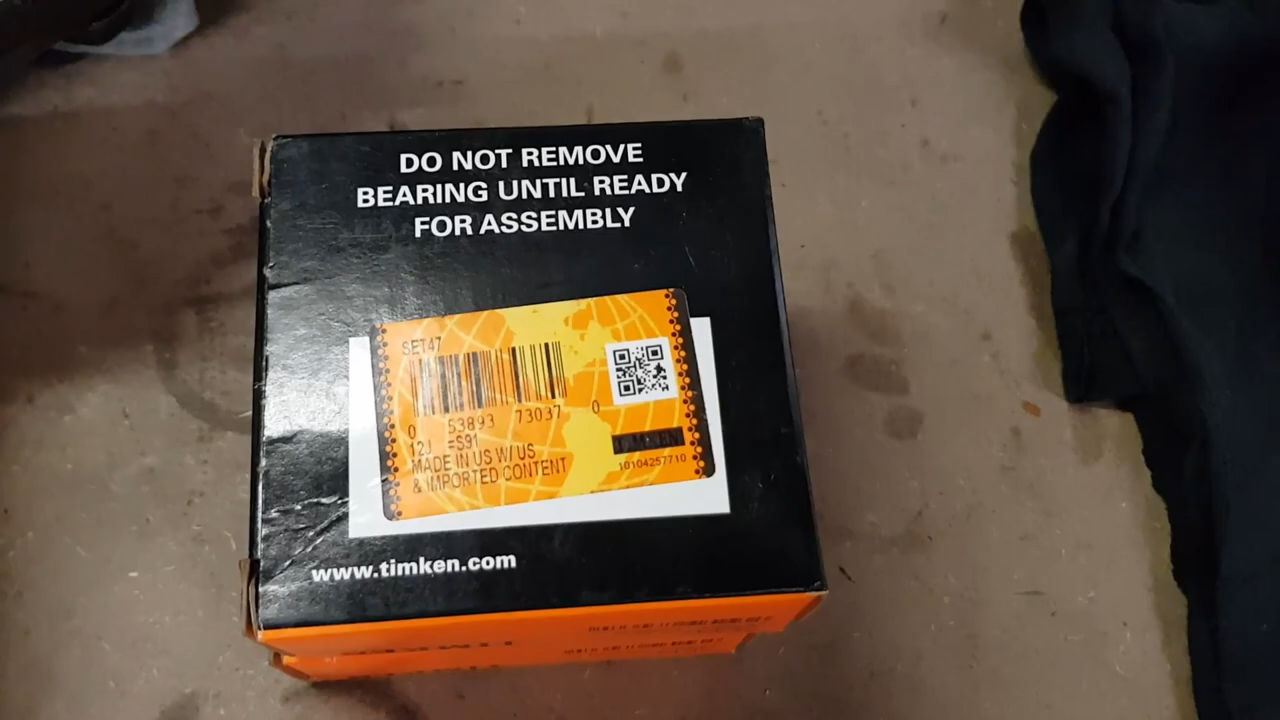 DO NOT REMOVE
BEARING UNTIL READY
FOR ASSEMBLY
SET47
0 53893 73037 0
12J =S91
MADE IN US W/ US
& IMPORTED CONTENT
TIMKEN
10104257710
www.timken.com